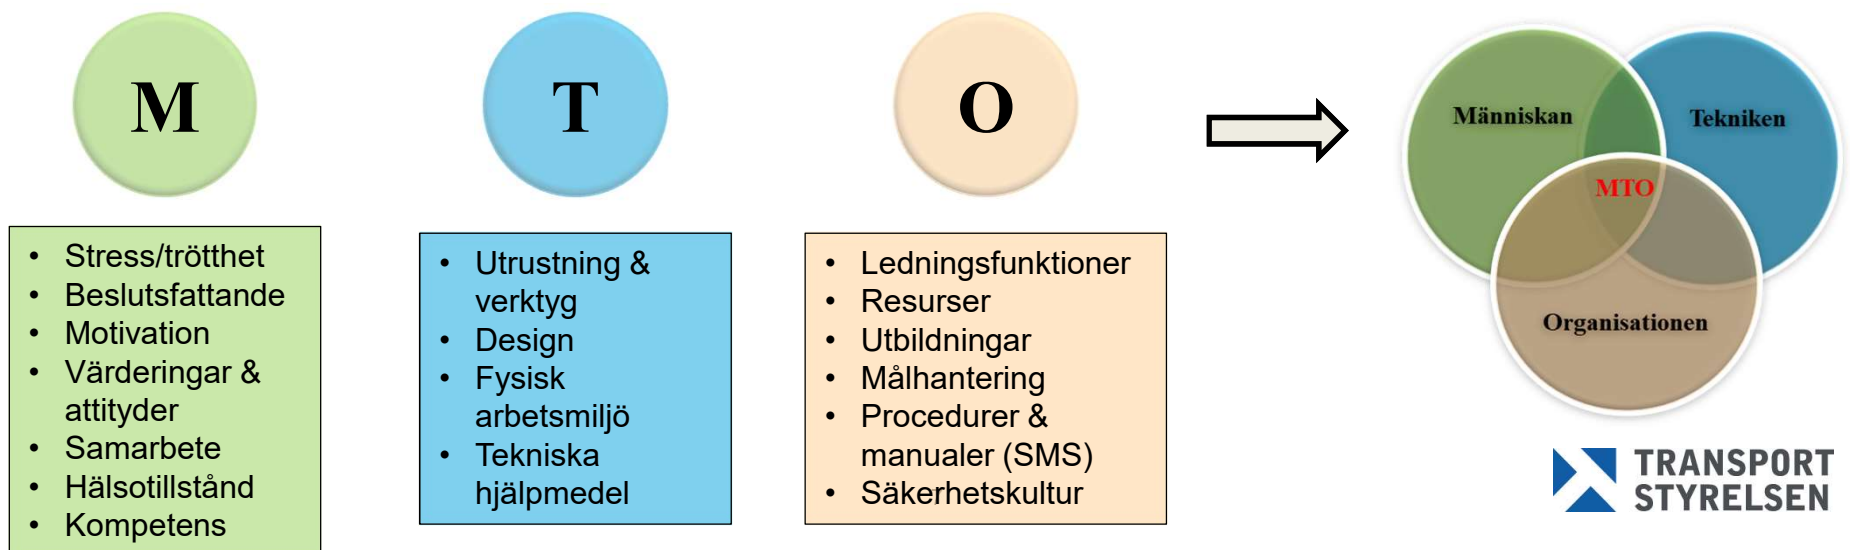 M
• Stress/trötthet
• Beslutsfattande
• Motivation
• Värderingar &
attityder
• Samarbete
• Hälsotillstånd
• Kompetens
T
• Utrustning &
verktyg
• Design
• Fysisk
arbetsmiljö
• Tekniska
hjälpmedel
O
• Ledningsfunktioner
• Resurser
• Utbildningar
• Målhantering
• Procedurer &
manualer (SMS)
• Säkerhetskultur
Människan
Tekniken
MTO
Organisationen
TRANSPORT
STYRELSEN